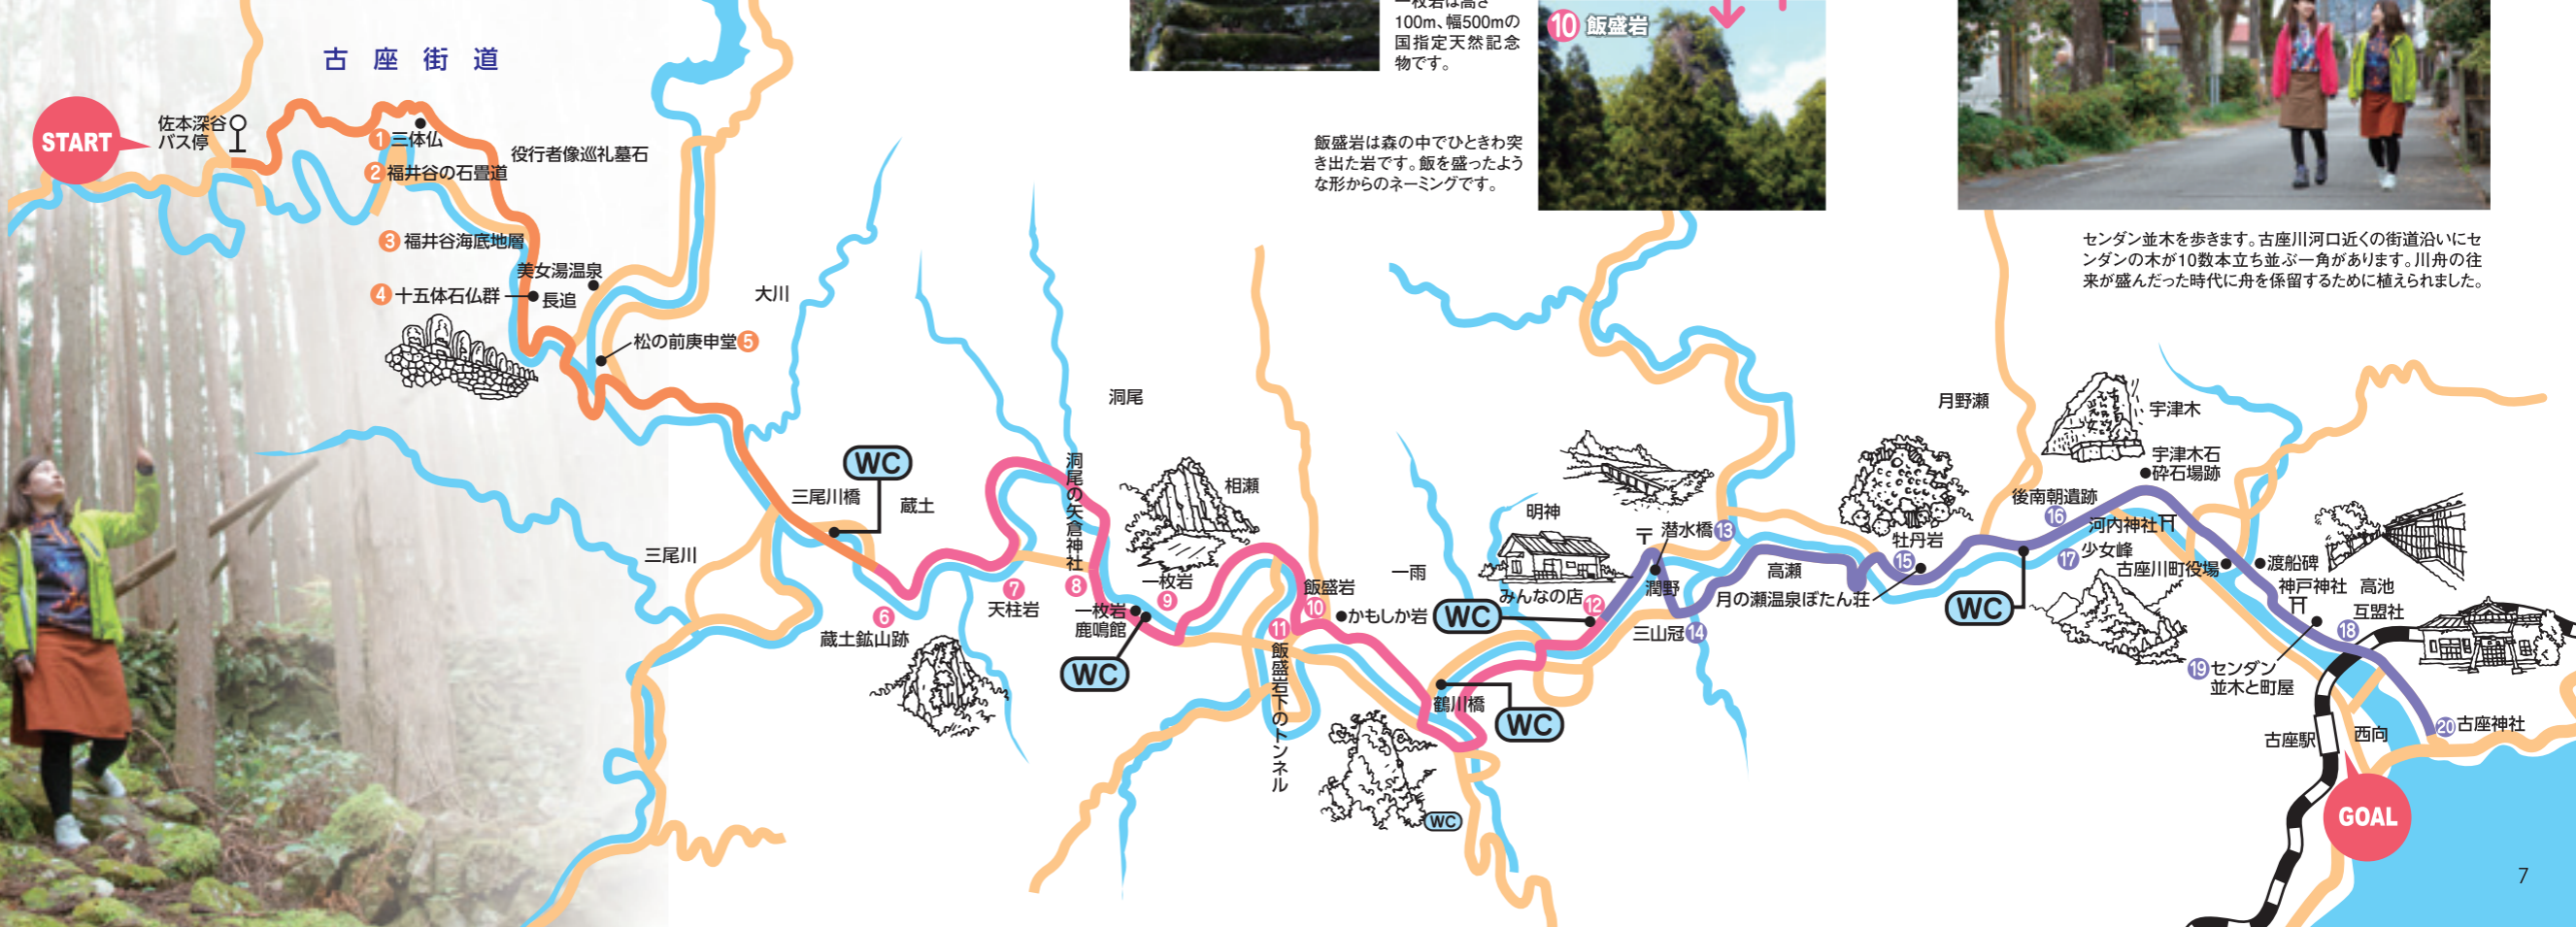 古座街道
START
佐本深谷
バス停
1 三体仏
役行者像巡礼墓石
2 福井谷の石畳道
3 福井谷海底地層
美女湯温泉
4 十五体石仏群
長追
松の前庚申堂 5
大川
100m、幅500mの
国指定天然記念
物です。
10 飯盛岩
飯盛岩は森の中でひときわ突
き出た岩です。飯を盛ったよう
な形からのネーミングです。
センダン並木を歩きます。古座川河口近くの街道沿いにセ
ンダンの木が10数本立ち並ぶ一角があります。川舟の往
来が盛んだった時代に舟を係留するために植えられました。
WC
三尾川橋
蔵土
三尾川
6
蔵土鉱山跡
7
天柱岩
洞尾
洞尾の矢倉神社
8
相瀬
一枚岩
9
一枚岩
鹿鳴館
WC
飯盛岩
10
かもしか岩
11
飯盛岩下のトンネル
一雨
WC
鶴川橋
WC
WC
明神
みんなの店
12
〒
潜水橋 13
潤野
三山冠 14
高瀬
牡丹岩
15
月の瀬温泉ぼたん荘
月野瀬
WC
後南朝遺跡
16
河内神社
17 少女峰
宇津木
宇津木石
砕石場跡
古座川町役場
渡船碑
神戸神社
高池
互盟社
18
19 センダン
並木と町屋
古座駅
西向
20 古座神社
GOAL
7